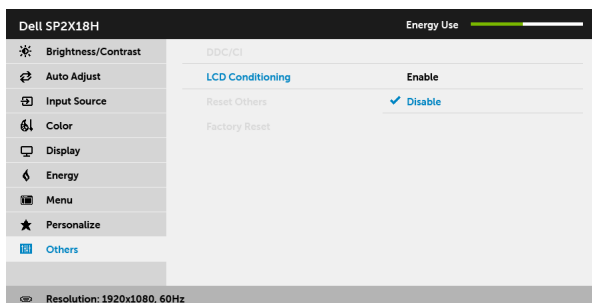 Dell SP2X18H Energy Use
Brightness/Contrast DDC/CI
Auto Adjust LCD Conditioning Enable
Input Source Reset Others Disable
Color Factory Reset
Display
Energy
Menu
Personalize
Others
Resolution: 1920x1080, 60Hz